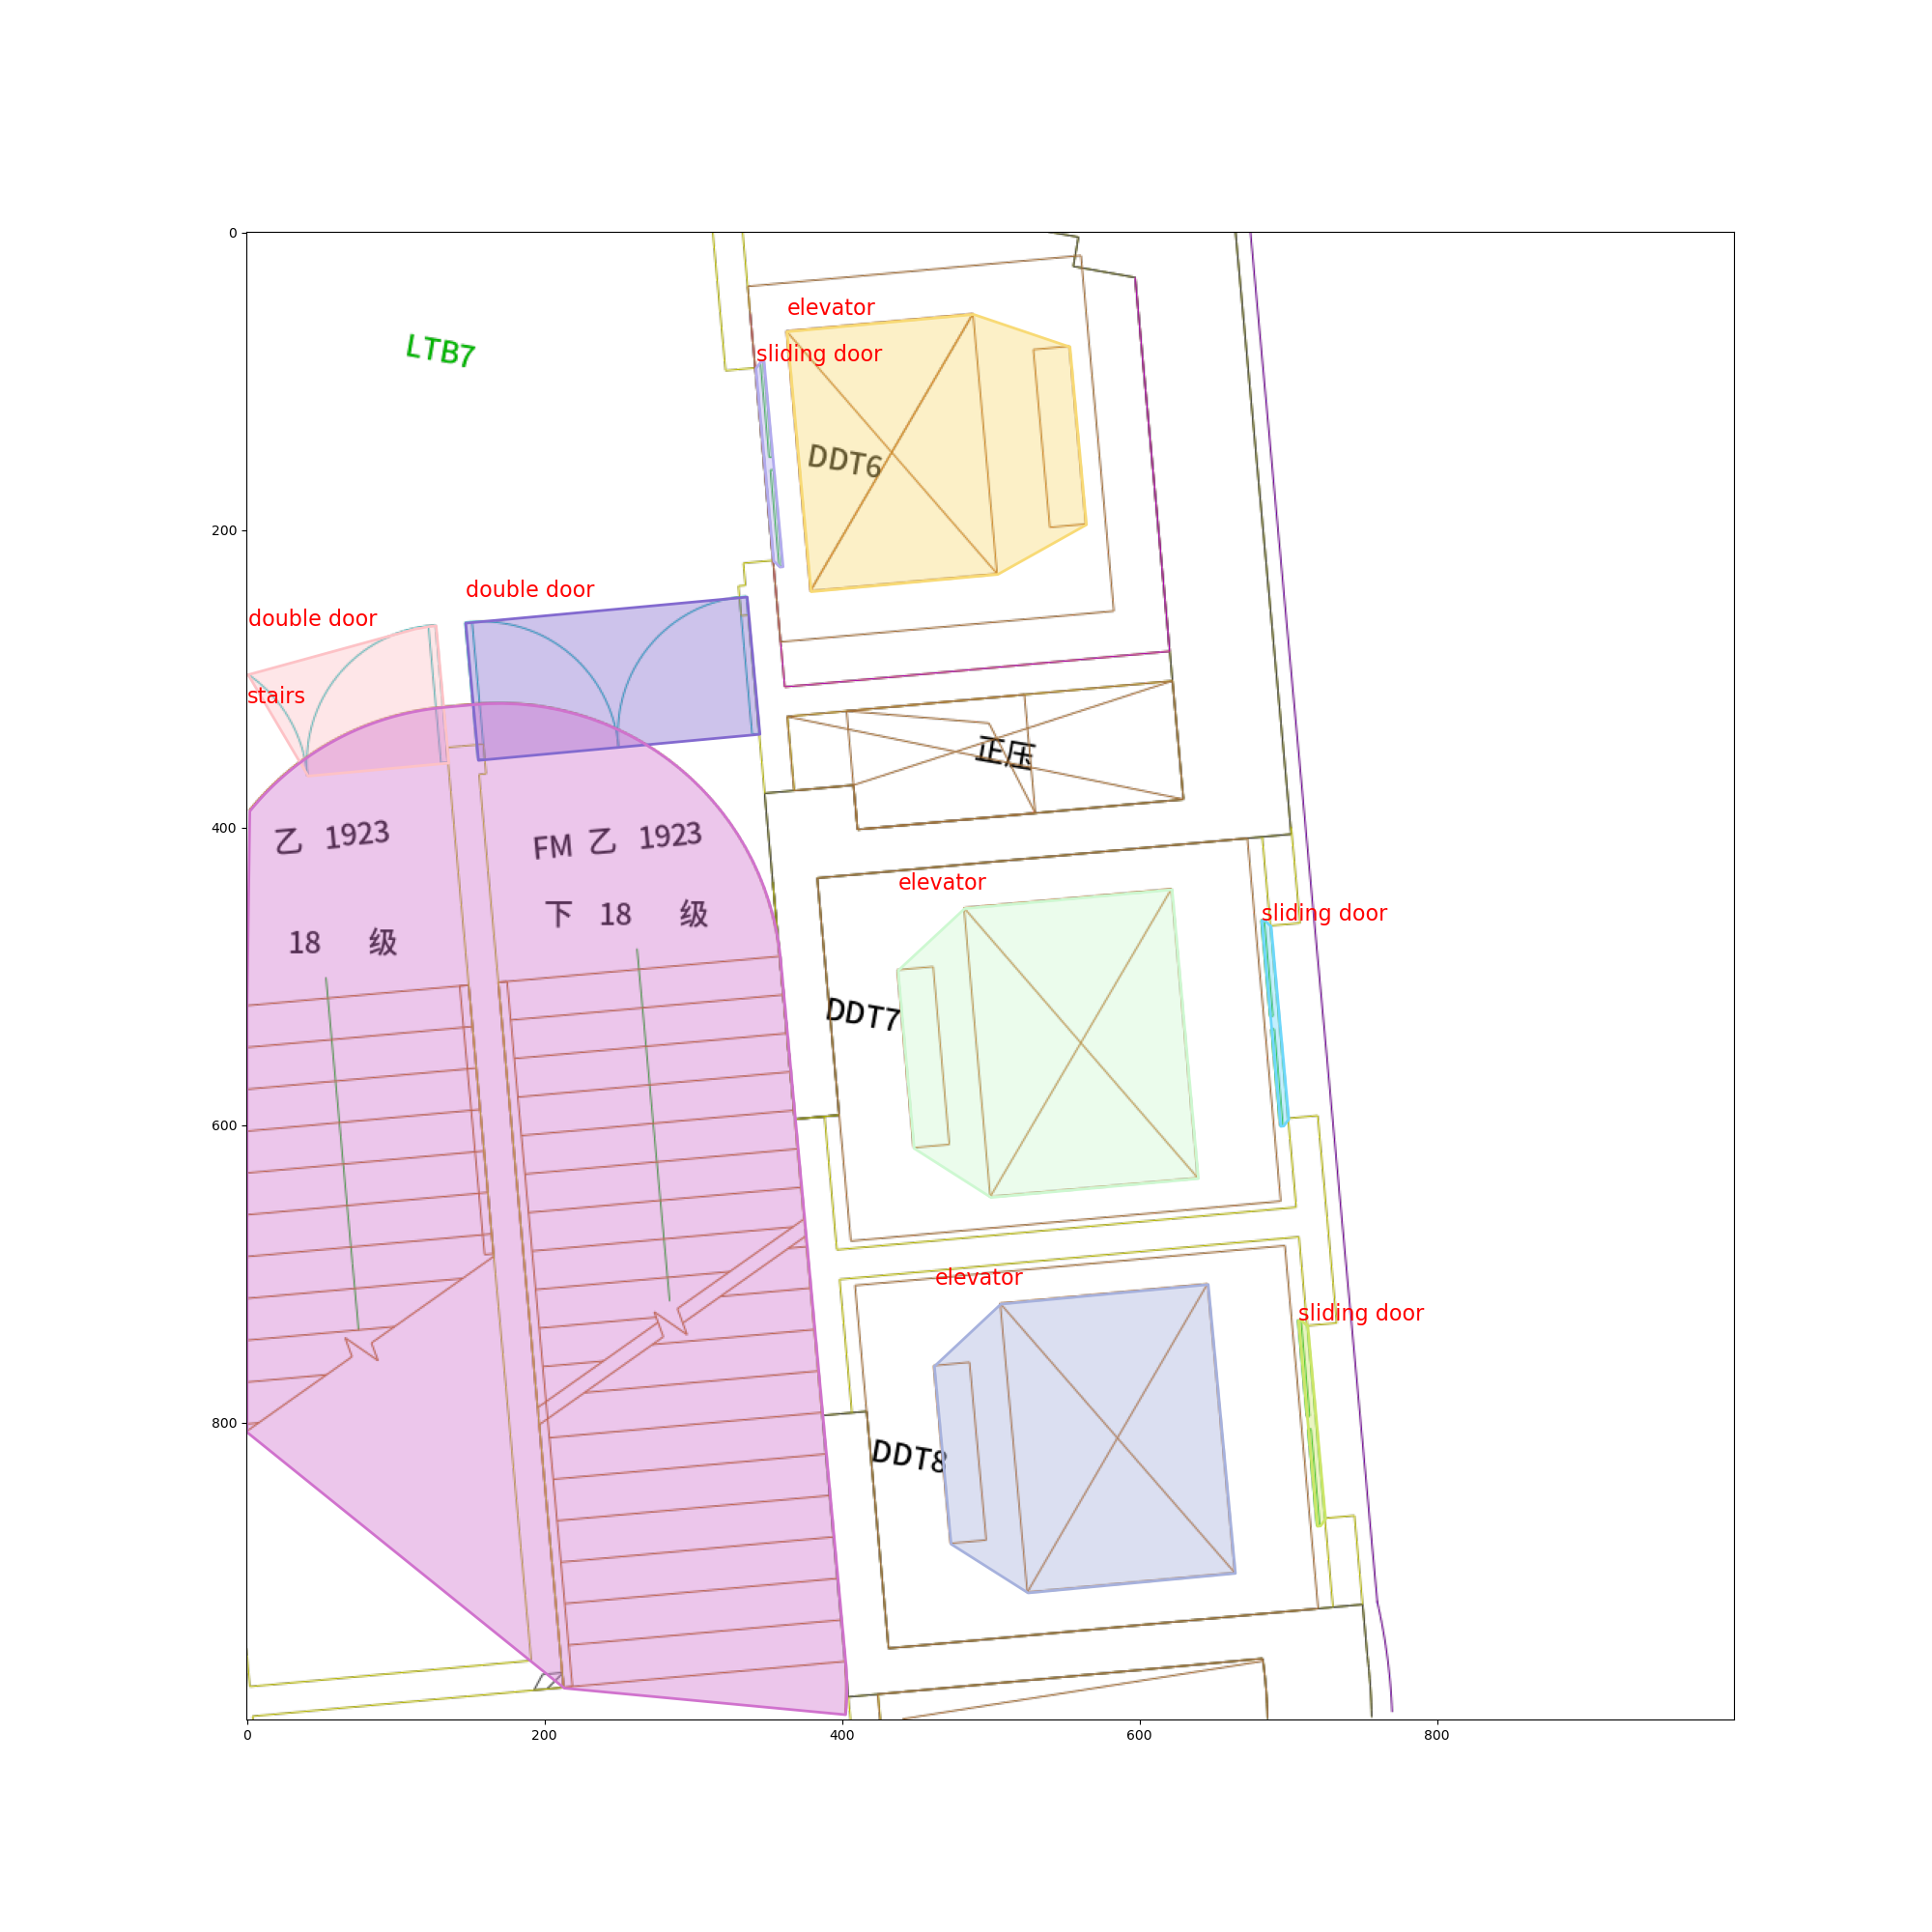 0
elevator
sliding door
LTB7
DDT6
200
double door
double door
stairs
正压
400
乙 1923
FM 乙 1923
elevator
下 18 级
sliding door
18 级
DDT7
600
elevator
sliding door
800
DDT8
0
200
400
600
800